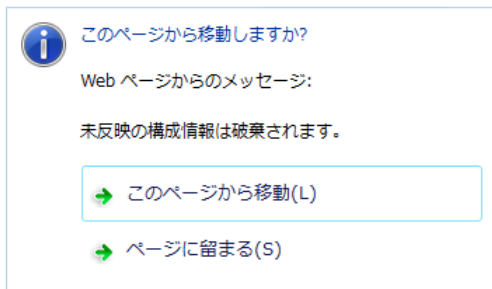 このページから移動しますか?
Web ページからのメッセージ:
未反映の構成情報は破棄されます。
このページから移動(L)
ページに留まる(S)